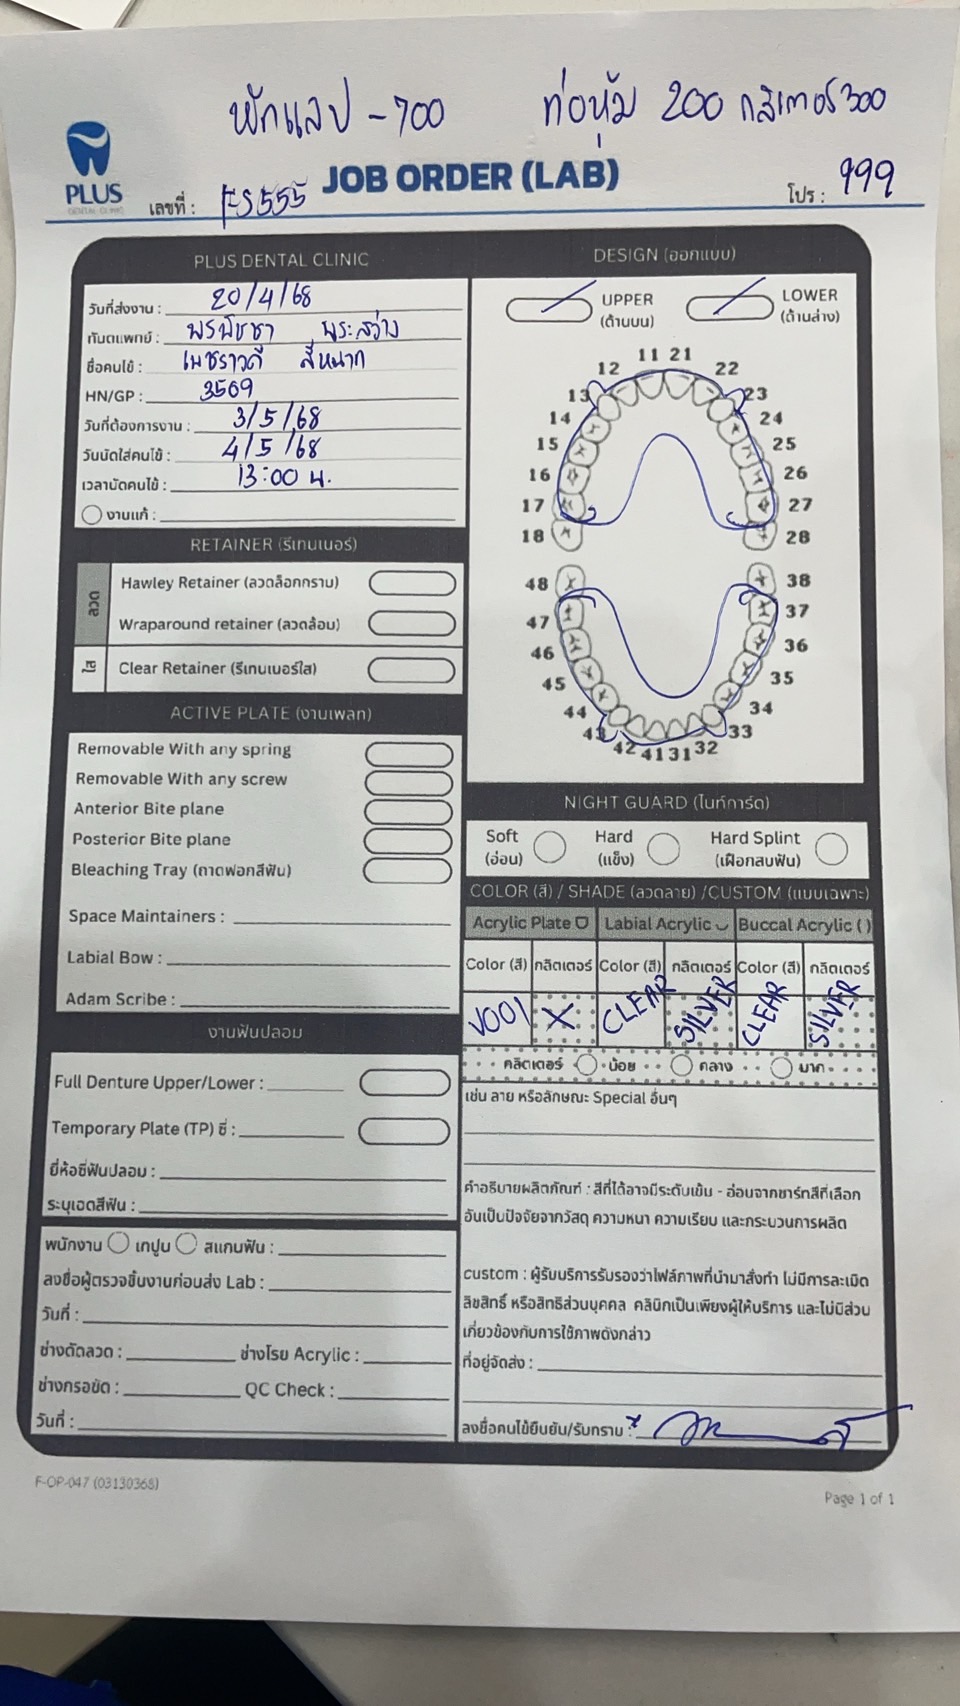 หักแลป -700 ท่อหุ้ม 200 กลิตเตอร์ 300
PLUS
DENTAL CLINIC
JOB ORDER (LAB)
เลขที่ : FS555
โปร : 999
PLUS DENTAL CLINIC
วันที่ส่งงาน : 20/4/68
ทันตแพทย์ : พรพิชชา พระสว่าง
ชื่อคนไข้ : เพชราวดี สีหนาท
HN/GP : 3509
วันที่ต้องการงาน : 3/5/68
วันนัดใส่คนไข้ : 4/5/68
เวลานัดคนไข้ : 13:00 น.
งานแก้ :
RETAINER (รีเทนเนอร์)
ลวด
Hawley Retainer (ลวดล็อกกราม)
Wraparound retainer (ลวดล้อม)
ใส
Clear Retainer (รีเทนเนอร์ใส)
ACTIVE PLATE (งานเพลท)
Removable With any spring
Removable With any screw
Anterior Bite plane
Posterior Bite plane
Bleaching Tray (ถาดฟอกสีฟัน)
Space Maintainers :
Labial Bow :
Adam Scribe :
งานฟันปลอม
Full Denture Upper/Lower :
Temporary Plate (TP) ซี่ :
ยี่ห้อซี่ฟันปลอม :
ระบุเฉดสีฟัน :
พนักงาน เทปูน สแกนฟัน :
ลงชื่อผู้ตรวจชิ้นงานก่อนส่ง Lab :
วันที่ :
ช่างดัดลวด : ช่างโรย Acrylic :
ช่างกรอขัด : QC Check :
วันที่ :
DESIGN (ออกแบบ)
UPPER (ด้านบน)
LOWER (ด้านล่าง)
11 21
12 22
13 23
14 24
15 25
16 26
17 27
18 28
48 38
47 37
46 36
45 35
44 34
43 33
42 41 31 32
NIGHT GUARD (ไนท์การ์ด)
Soft (อ่อน) Hard (แข็ง) Hard Splint (เฝือกสบฟัน)
COLOR (สี) / SHADE (ลวดลาย) /CUSTOM (แบบเฉพาะ)
Acrylic Plate Labial Acrylic Buccal Acrylic ( )
Color (สี) กลิตเตอร์ Color (สี) กลิตเตอร์ Color (สี) กลิตเตอร์
V001 X CLEAR SILVER CLEAR SILVER
กลิตเตอร์ น้อย กลาง มาก
เช่น ลาย หรือลักษณะ Special อื่นๆ
คำอธิบายผลิตภัณฑ์ : สีที่ได้อาจมีระดับเข้ม - อ่อนจากชาร์ทสีที่เลือก
อันเป็นปัจจัยจากวัสดุ ความหนา ความเรียบ และกระบวนการผลิต
custom : ผู้รับบริการรับรองว่าไฟล์ภาพที่นำมาสั่งทำ ไม่มีการละเมิด
ลิขสิทธิ์ หรือสิทธิส่วนบุคคล คลินิกเป็นเพียงผู้ให้บริการ และไม่มีส่วน
เกี่ยวข้องกับการใช้ภาพดังกล่าว
ที่อยู่จัดส่ง :
ลงชื่อคนไข้ยืนยัน/รับทราบ :
F-OP-047 (03130368)
Page 1 of 1